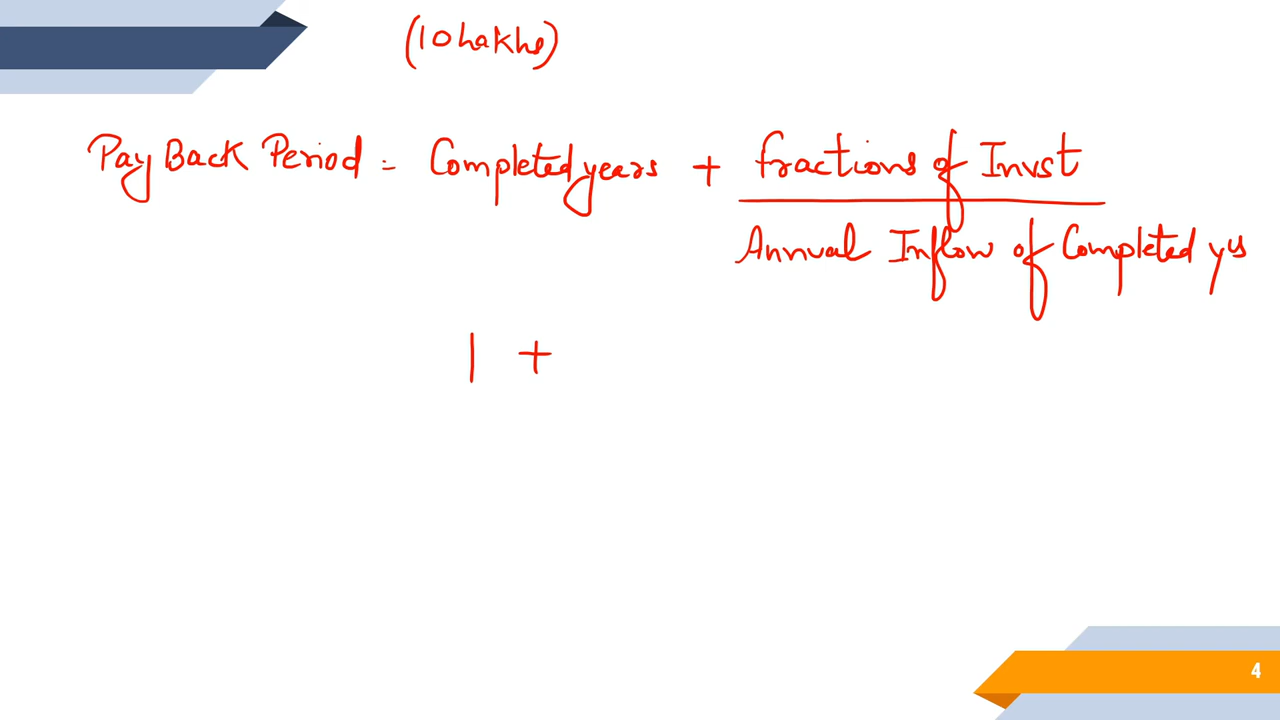 (10 Lakhs)
Pay Back Period = Completed years + fractions of Invst
Annual Inflow of Completed yrs
1 +
4